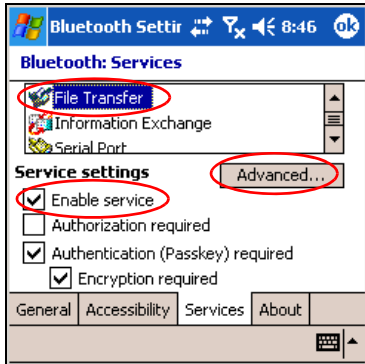 Bluetooth Settir 8:46 ok
Bluetooth: Services
File Transfer
Information Exchange
Serial Port
Service settings Advanced...
Enable service
Authorization required
Authentication (Passkey) required
Encryption required
General Accessibility Services About